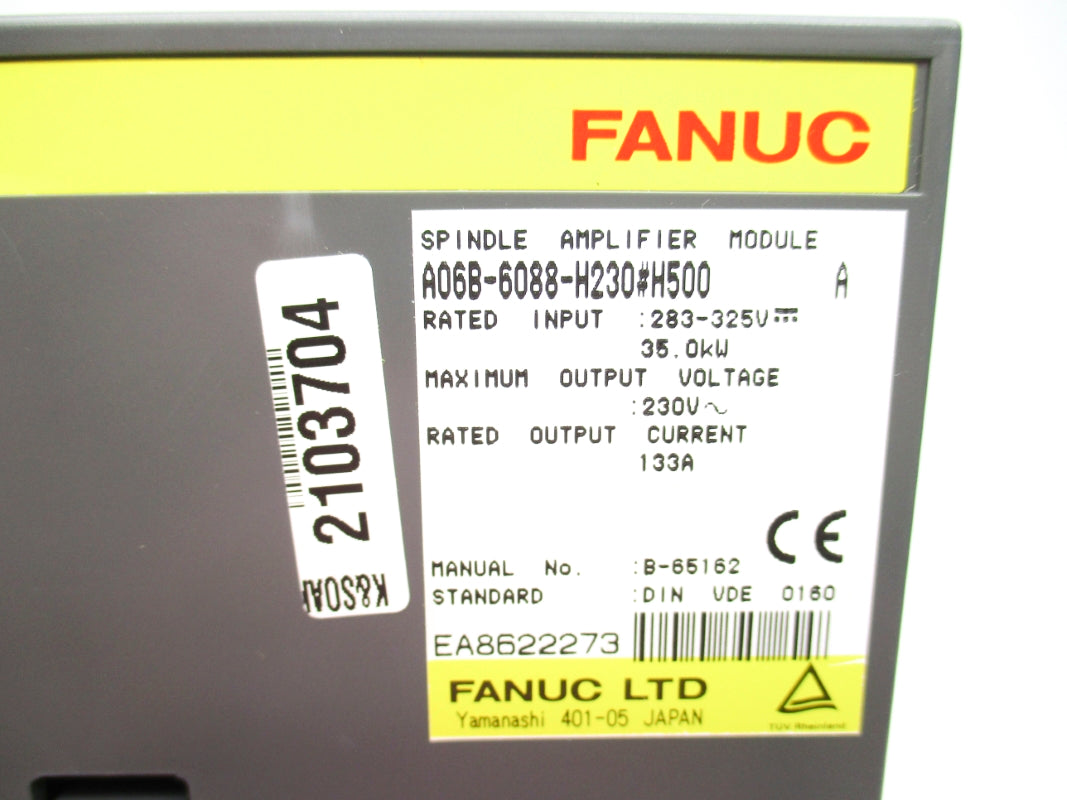 FANUC
SPINDLE AMPLIFIER MODULE
A06B-6088-H230#H500 A
RATED INPUT :283-325V
35.0kW
MAXIMUM OUTPUT VOLTAGE
:230V~
RATED OUTPUT CURRENT
133A
CE
MANUAL No. :B-65162
STANDARD :DIN VDE 0160
EA8622273
FANUC LTD
Yamanashi 401-05 JAPAN
TUV Rheinland
2103704